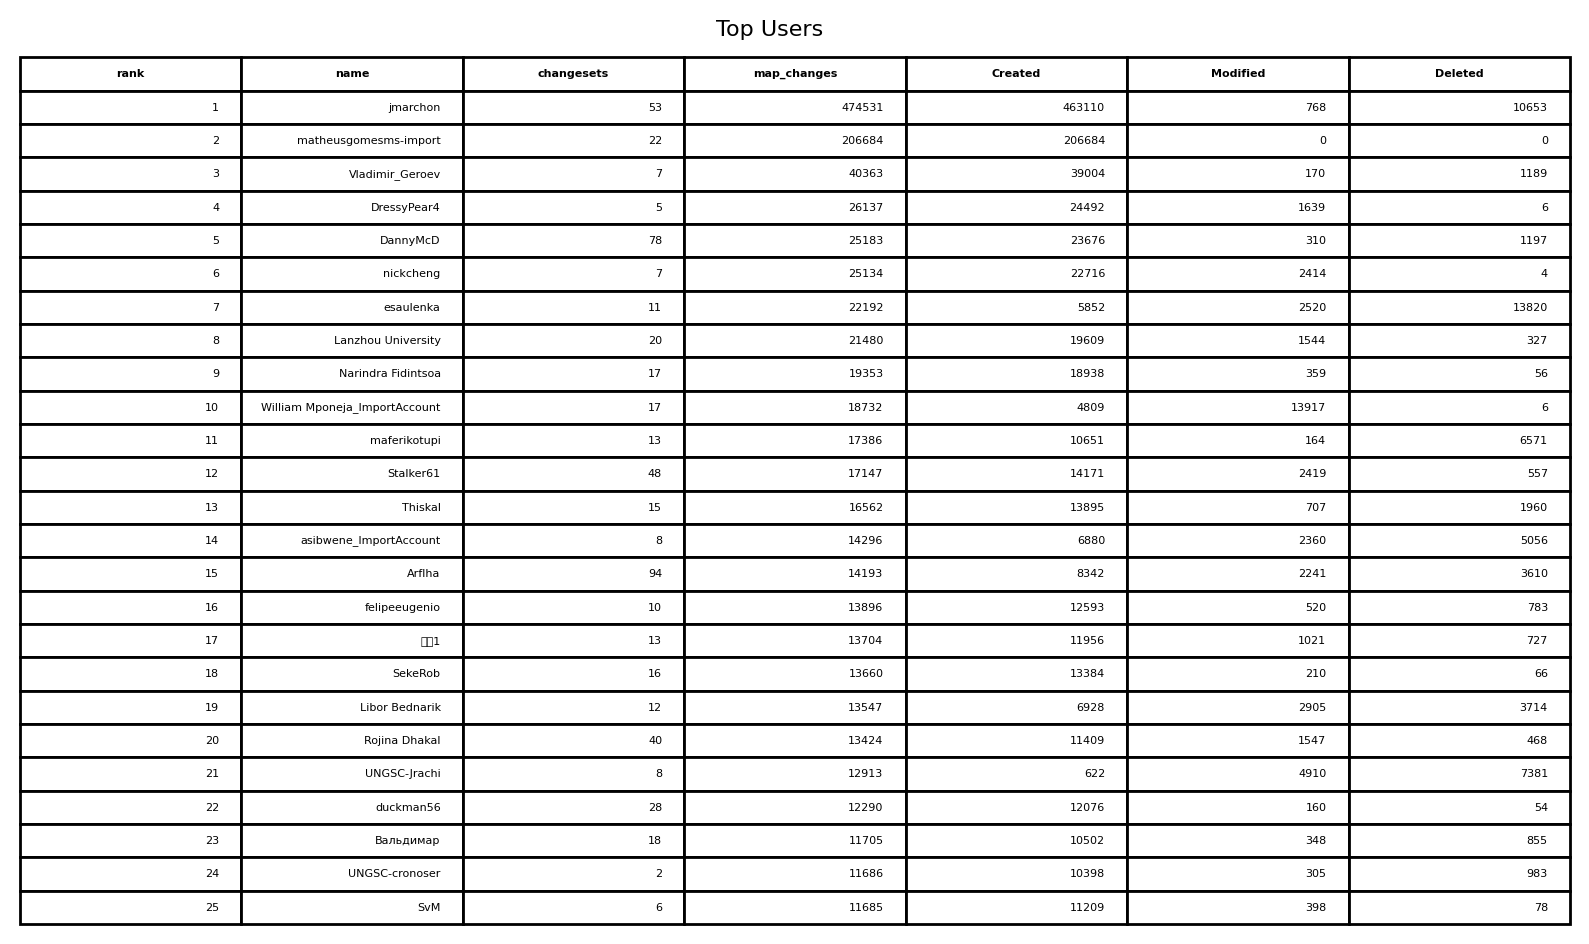 Top Users
rank name changesets map_changes Created Modified Deleted
1 jmarchon 53 474531 463110 768 10653
2 matheusgomesms-import 22 206684 206684 0 0
3 Vladimir_Geroev 7 40363 39004 170 1189
4 DressyPear4 5 26137 24492 1639 6
5 DannyMcD 78 25183 23676 310 1197
6 nickcheng 7 25134 22716 2414 4
7 esaulenka 11 22192 5852 2520 13820
8 Lanzhou University 20 21480 19609 1544 327
9 Narindra Fidintsoa 17 19353 18938 359 56
10 William Mponeja_ImportAccount 17 18732 4809 13917 6
11 maferikotupi 13 17386 10651 164 6571
12 Stalker61 48 17147 14171 2419 557
13 Thiskal 15 16562 13895 707 1960
14 asibwene_ImportAccount 8 14296 6880 2360 5056
15 Arflha 94 14193 8342 2241 3610
16 felipeeugenio 10 13896 12593 520 783
17 1 13 13704 11956 1021 727
18 SekeRob 16 13660 13384 210 66
19 Libor Bednarik 12 13547 6928 2905 3714
20 Rojina Dhakal 40 13424 11409 1547 468
21 UNGSC-Jrachi 8 12913 622 4910 7381
22 duckman56 28 12290 12076 160 54
23 Вальдимар 18 11705 10502 348 855
24 UNGSC-cronoser 2 11686 10398 305 983
25 SvM 6 11685 11209 398 78